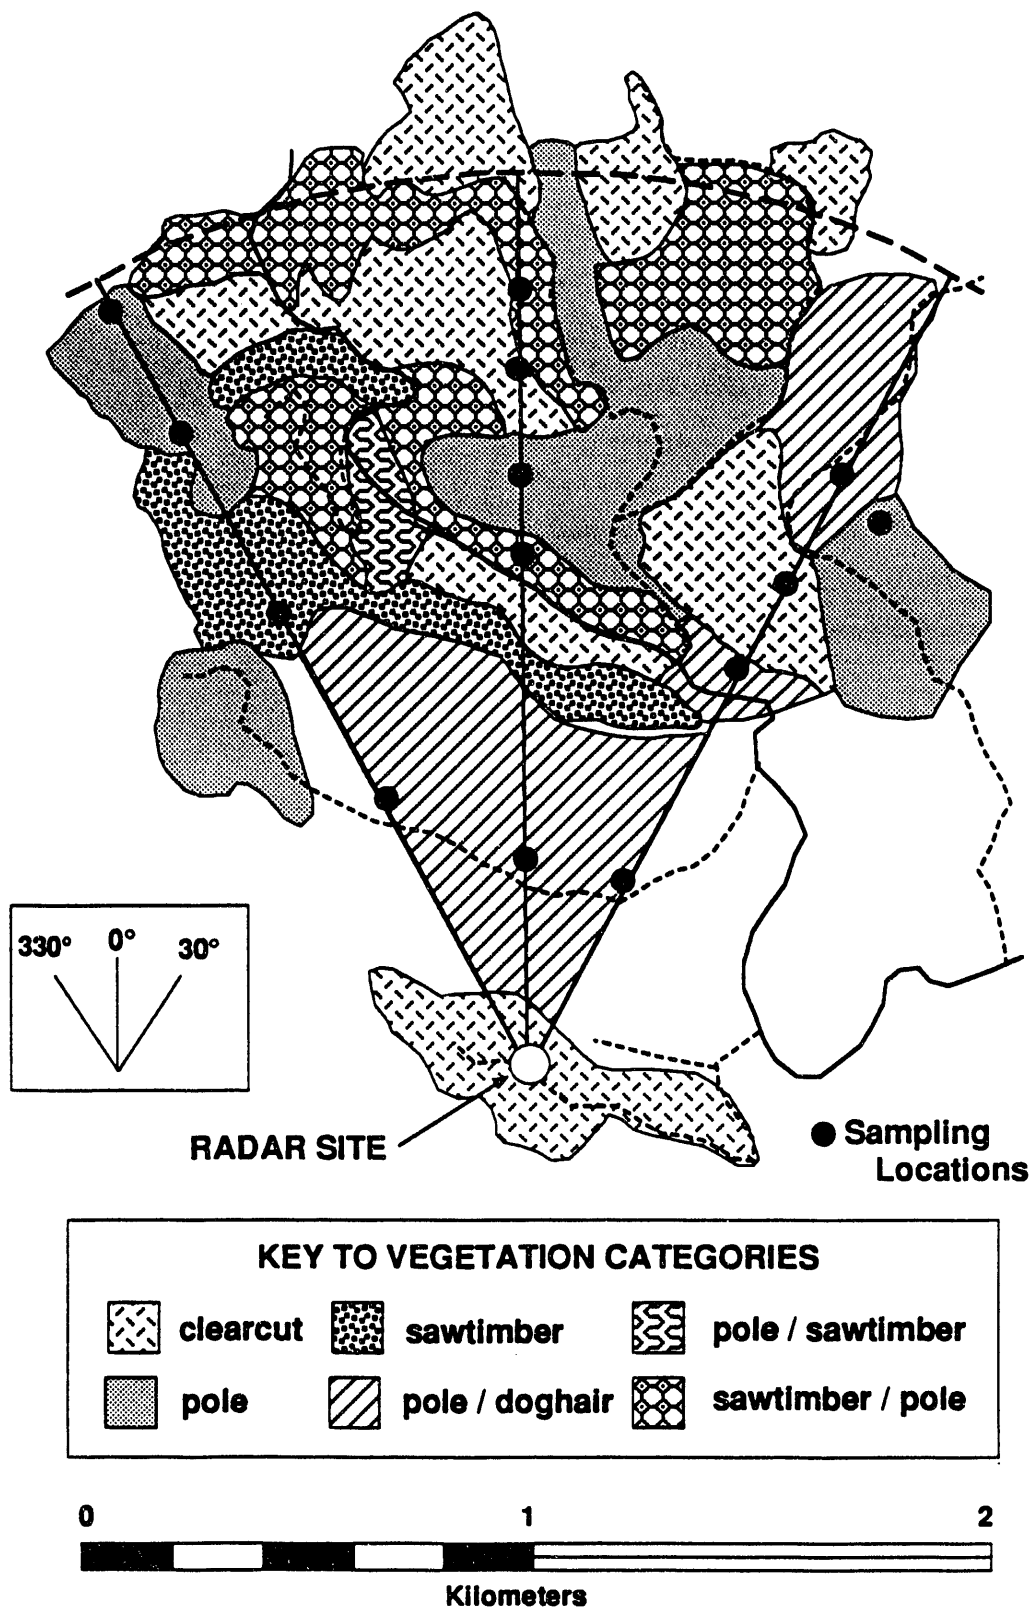 330° 0° 30°
RADAR SITE
Sampling
Locations
KEY TO VEGETATION CATEGORIES
clearcut sawtimber pole / sawtimber
pole pole / doghair sawtimber / pole
0 1 2
Kilometers